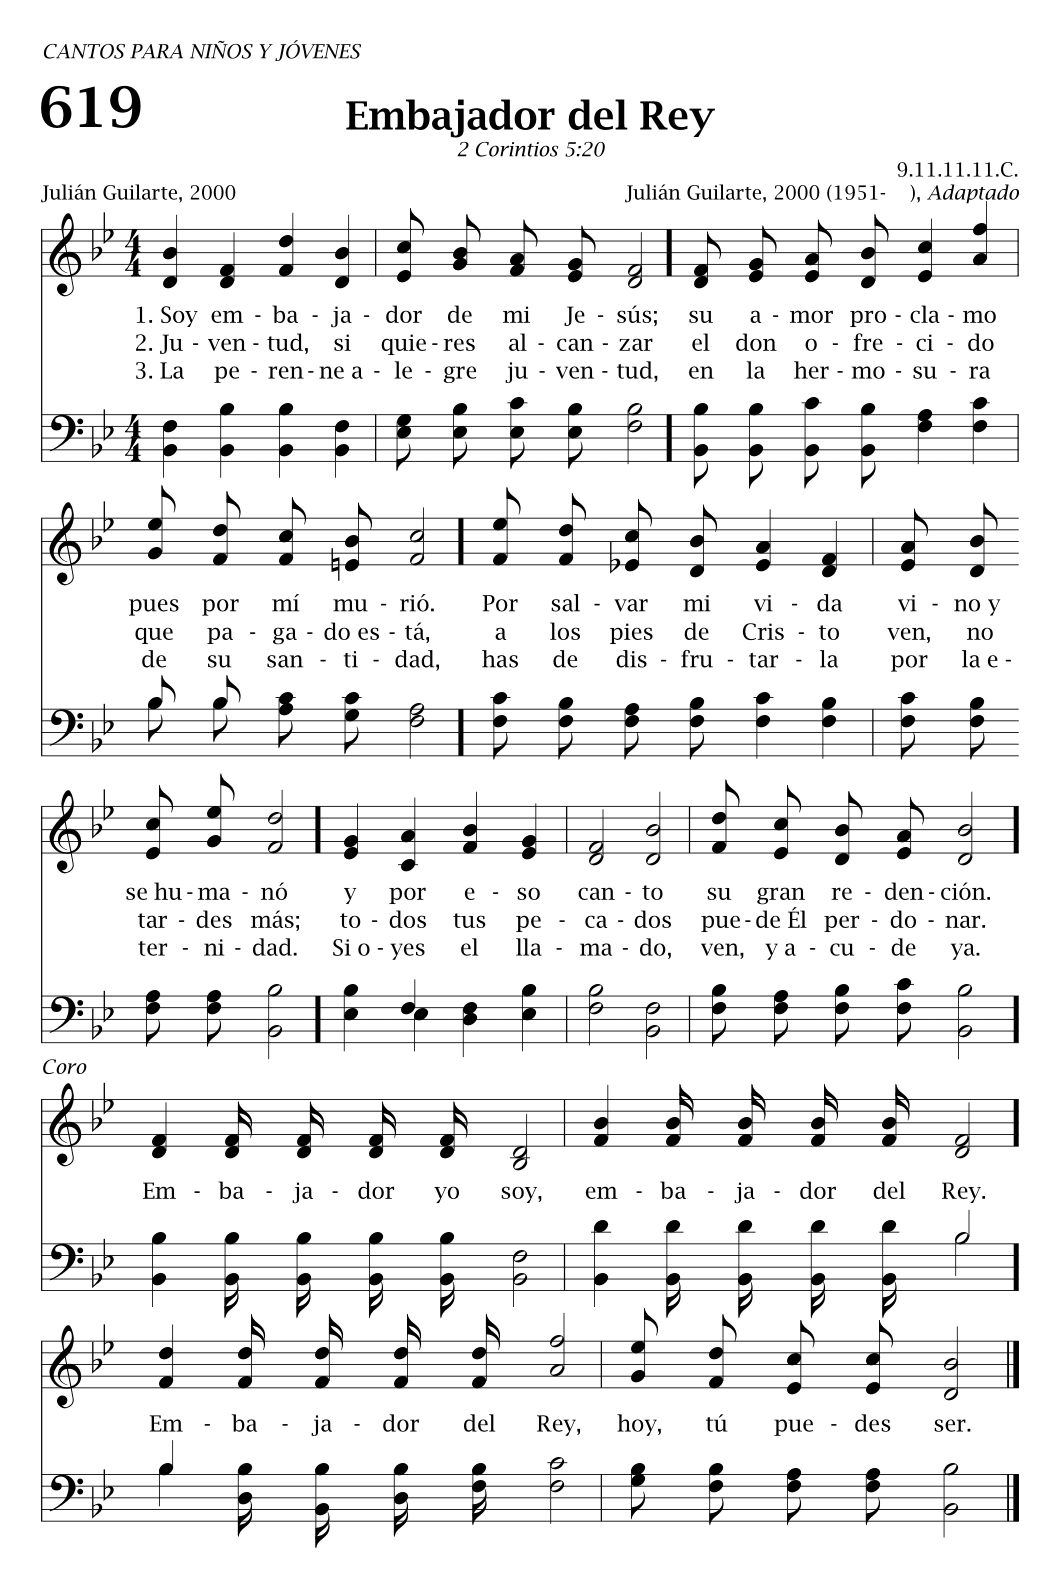 CANTOS PARA NIÑOS Y JÓVENES
619
Embajador del Rey
2 Corintios 5:20
9.11.11.11.C.
Julián Guilarte, 2000
Julián Guilarte, 2000 (1951-    ), Adaptado
1. Soy em - ba - ja - dor de mi Je - sús; su a - mor pro - cla - mo
2. Ju - ven - tud, si quie - res al - can - zar el don o - fre - ci - do
3. La pe - ren - ne a - le - gre ju - ven - tud, en la her - mo - su - ra
pues por mí mu - rió. Por sal - var mi vi - da vi - no y
que pa - ga - do es - tá, a los pies de Cris - to ven, no
de su san - ti - dad, has de dis - fru - tar - la por la e -
se hu - ma - nó y por e - so can - to su gran re - den - ción.
tar - des más; to - dos tus pe - ca - dos pue - de Él per - do - nar.
ter - ni - dad. Si o - yes el lla - ma - do, ven, y a - cu - de ya.
Coro
Em - ba - ja - dor yo soy, em - ba - ja - dor del Rey.
Em - ba - ja - dor del Rey, hoy, tú pue - des ser.